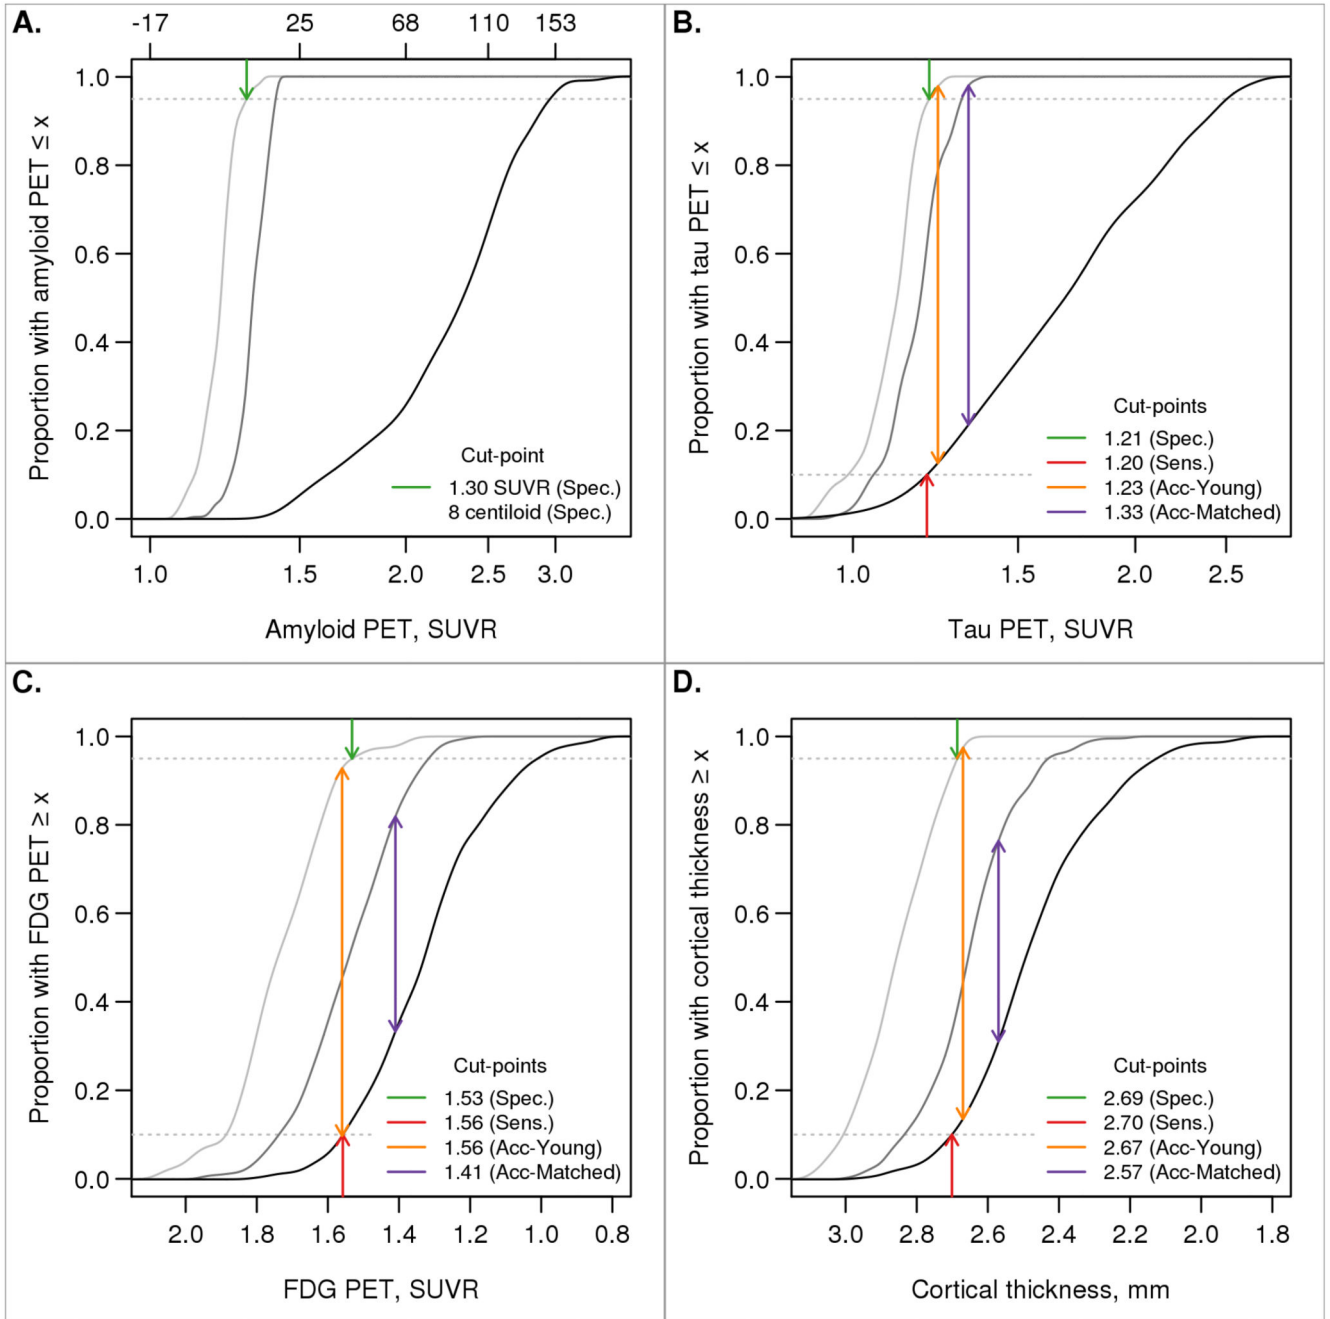 A.
-17 25 68 110 153
1.0
0.8
0.6
0.4
0.2
0.0
Proportion with amyloid PET ≤ x
Cut-point
1.30 SUVR (Spec.)
8 centiloid (Spec.)
1.0 1.5 2.0 2.5 3.0
Amyloid PET, SUVR
B.
1.0
0.8
0.6
0.4
0.2
0.0
Proportion with tau PET ≤ x
Cut-points
1.21 (Spec.)
1.20 (Sens.)
1.23 (Acc-Young)
1.33 (Acc-Matched)
1.0 1.5 2.0 2.5
Tau PET, SUVR
C.
1.0
0.8
0.6
0.4
0.2
0.0
Proportion with FDG PET ≥ x
Cut-points
1.53 (Spec.)
1.56 (Sens.)
1.56 (Acc-Young)
1.41 (Acc-Matched)
2.0 1.8 1.6 1.4 1.2 1.0 0.8
FDG PET, SUVR
D.
1.0
0.8
0.6
0.4
0.2
0.0
Proportion with cortical thickness ≥ x
Cut-points
2.69 (Spec.)
2.70 (Sens.)
2.67 (Acc-Young)
2.57 (Acc-Matched)
3.0 2.8 2.6 2.4 2.2 2.0 1.8
Cortical thickness, mm